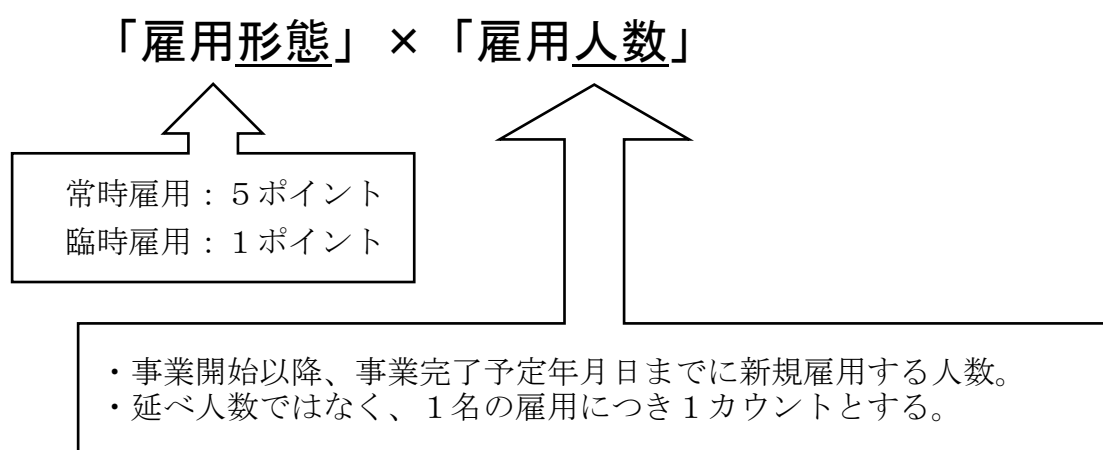 「雇用形態」×「雇用人数」
常時雇用：５ポイント
臨時雇用：１ポイント
・事業開始以降、事業完了予定年月日までに新規雇用する人数。
・延べ人数ではなく、１名の雇用につき１カウントとする。